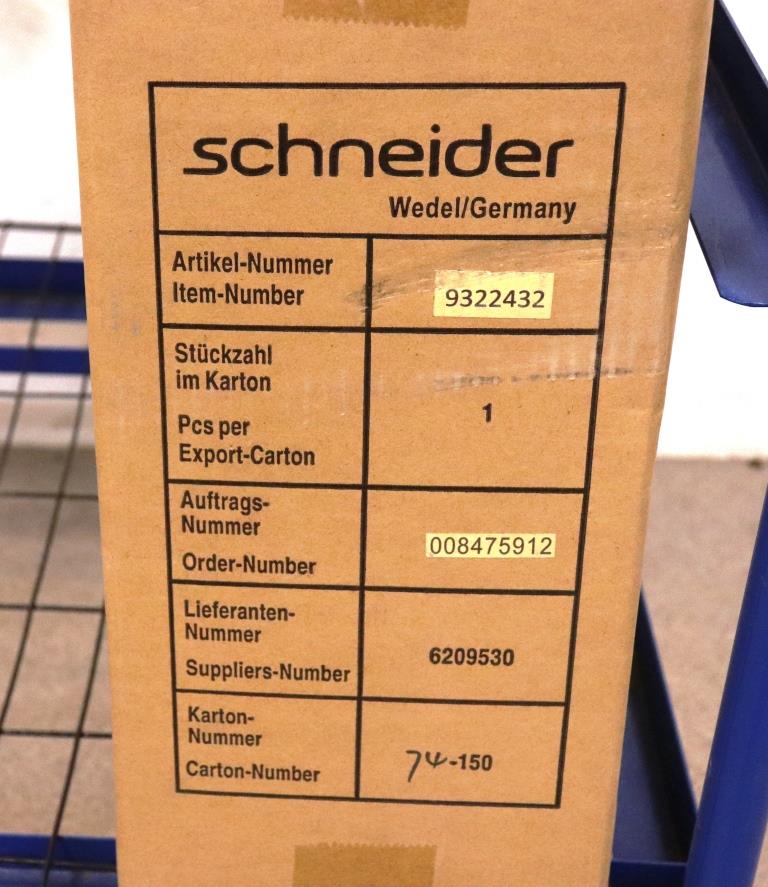 schneider
Wedel/Germany
Artikel-Nummer
Item-Number
9322432
Stückzahl
im Karton
Pcs per
Export-Carton
1
Auftrags-
Nummer
Order-Number
008475912
Lieferanten-
Nummer
Suppliers-Number
6209530
Karton-
Nummer
Carton-Number
74-150